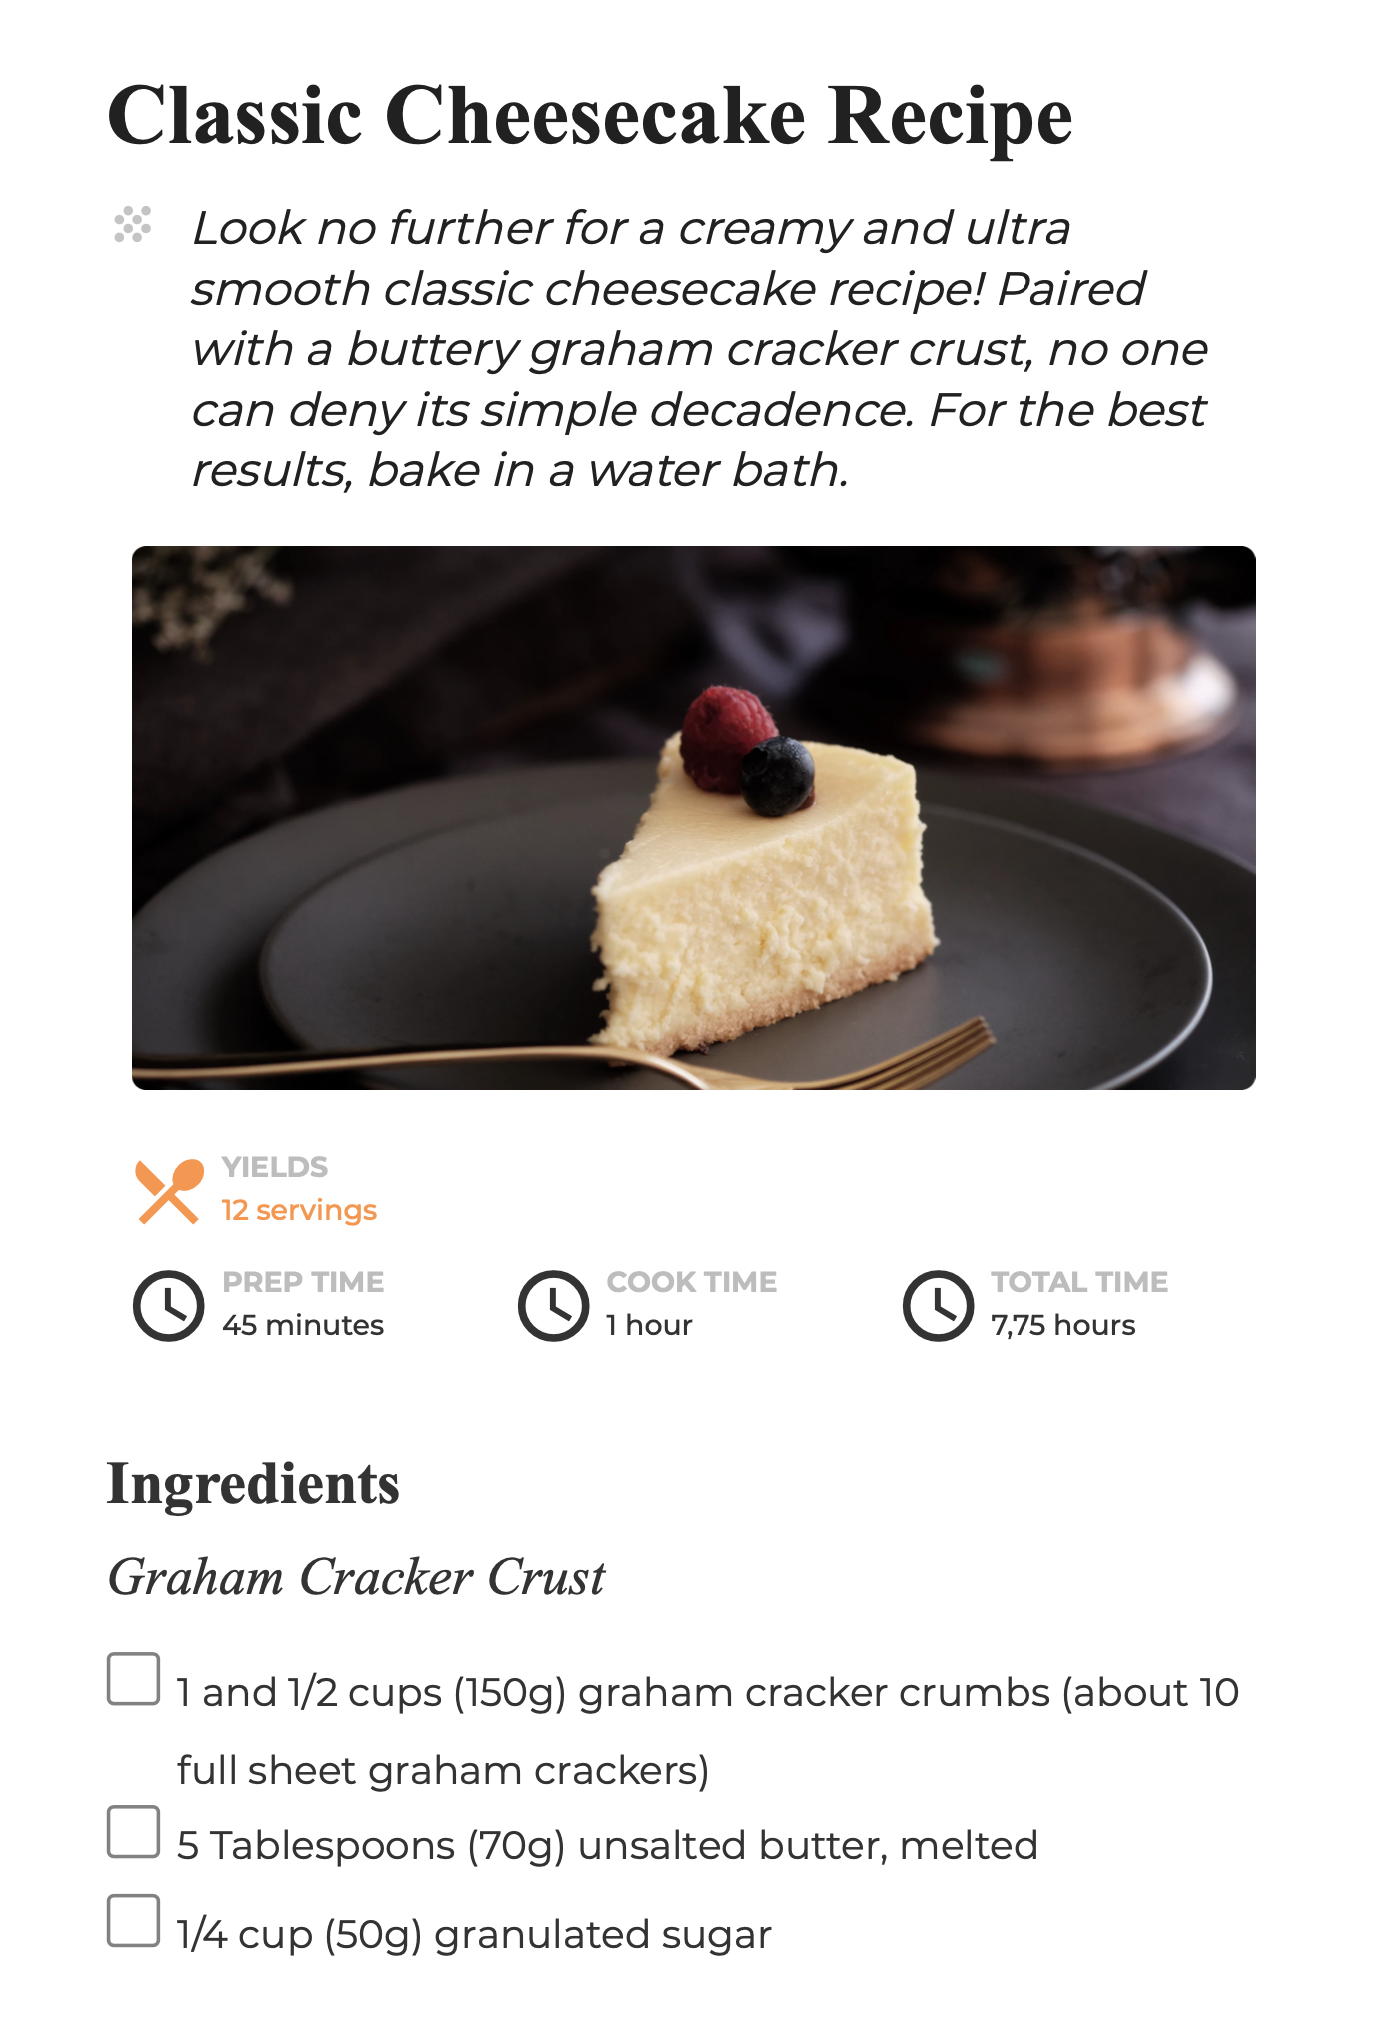 Classic Cheesecake Recipe
Look no further for a creamy and ultra
smooth classic cheesecake recipe! Paired
with a buttery graham cracker crust, no one
can deny its simple decadence. For the best
results, bake in a water bath.
YIELDS
12 servings
PREP TIME
45 minutes
COOK TIME
1 hour
TOTAL TIME
7,75 hours
Ingredients
Graham Cracker Crust
1 and 1/2 cups (150g) graham cracker crumbs (about 10
full sheet graham crackers)
5 Tablespoons (70g) unsalted butter, melted
1/4 cup (50g) granulated sugar